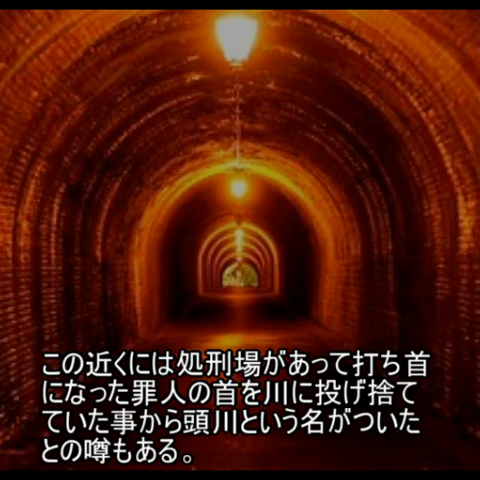 この近くには処刑場があって打ち首
になった罪人の首を川に投げ捨て
ていた事から頭川という名がついた
との噂もある。